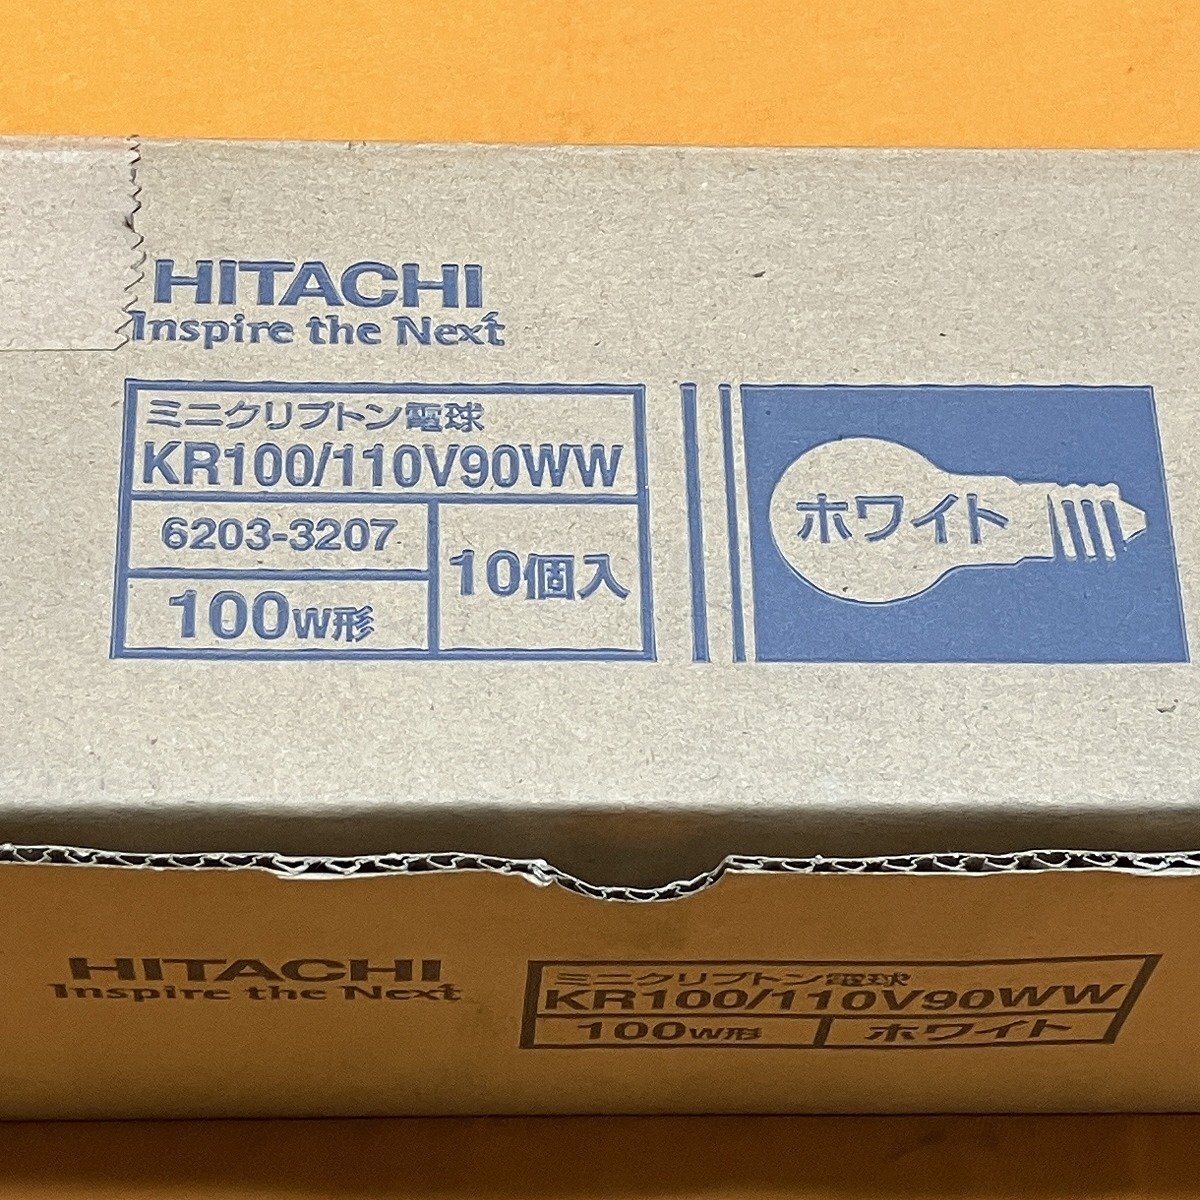 HITACHI
Inspire the Next
ミニクリプトン電球
KR100/110V90WW
6203-3207
10個入
100W形
ホワイト
HITACHI
Inspire the Next
ミニクリプトン電球
KR100/110V90WW
100W形 ホワイト